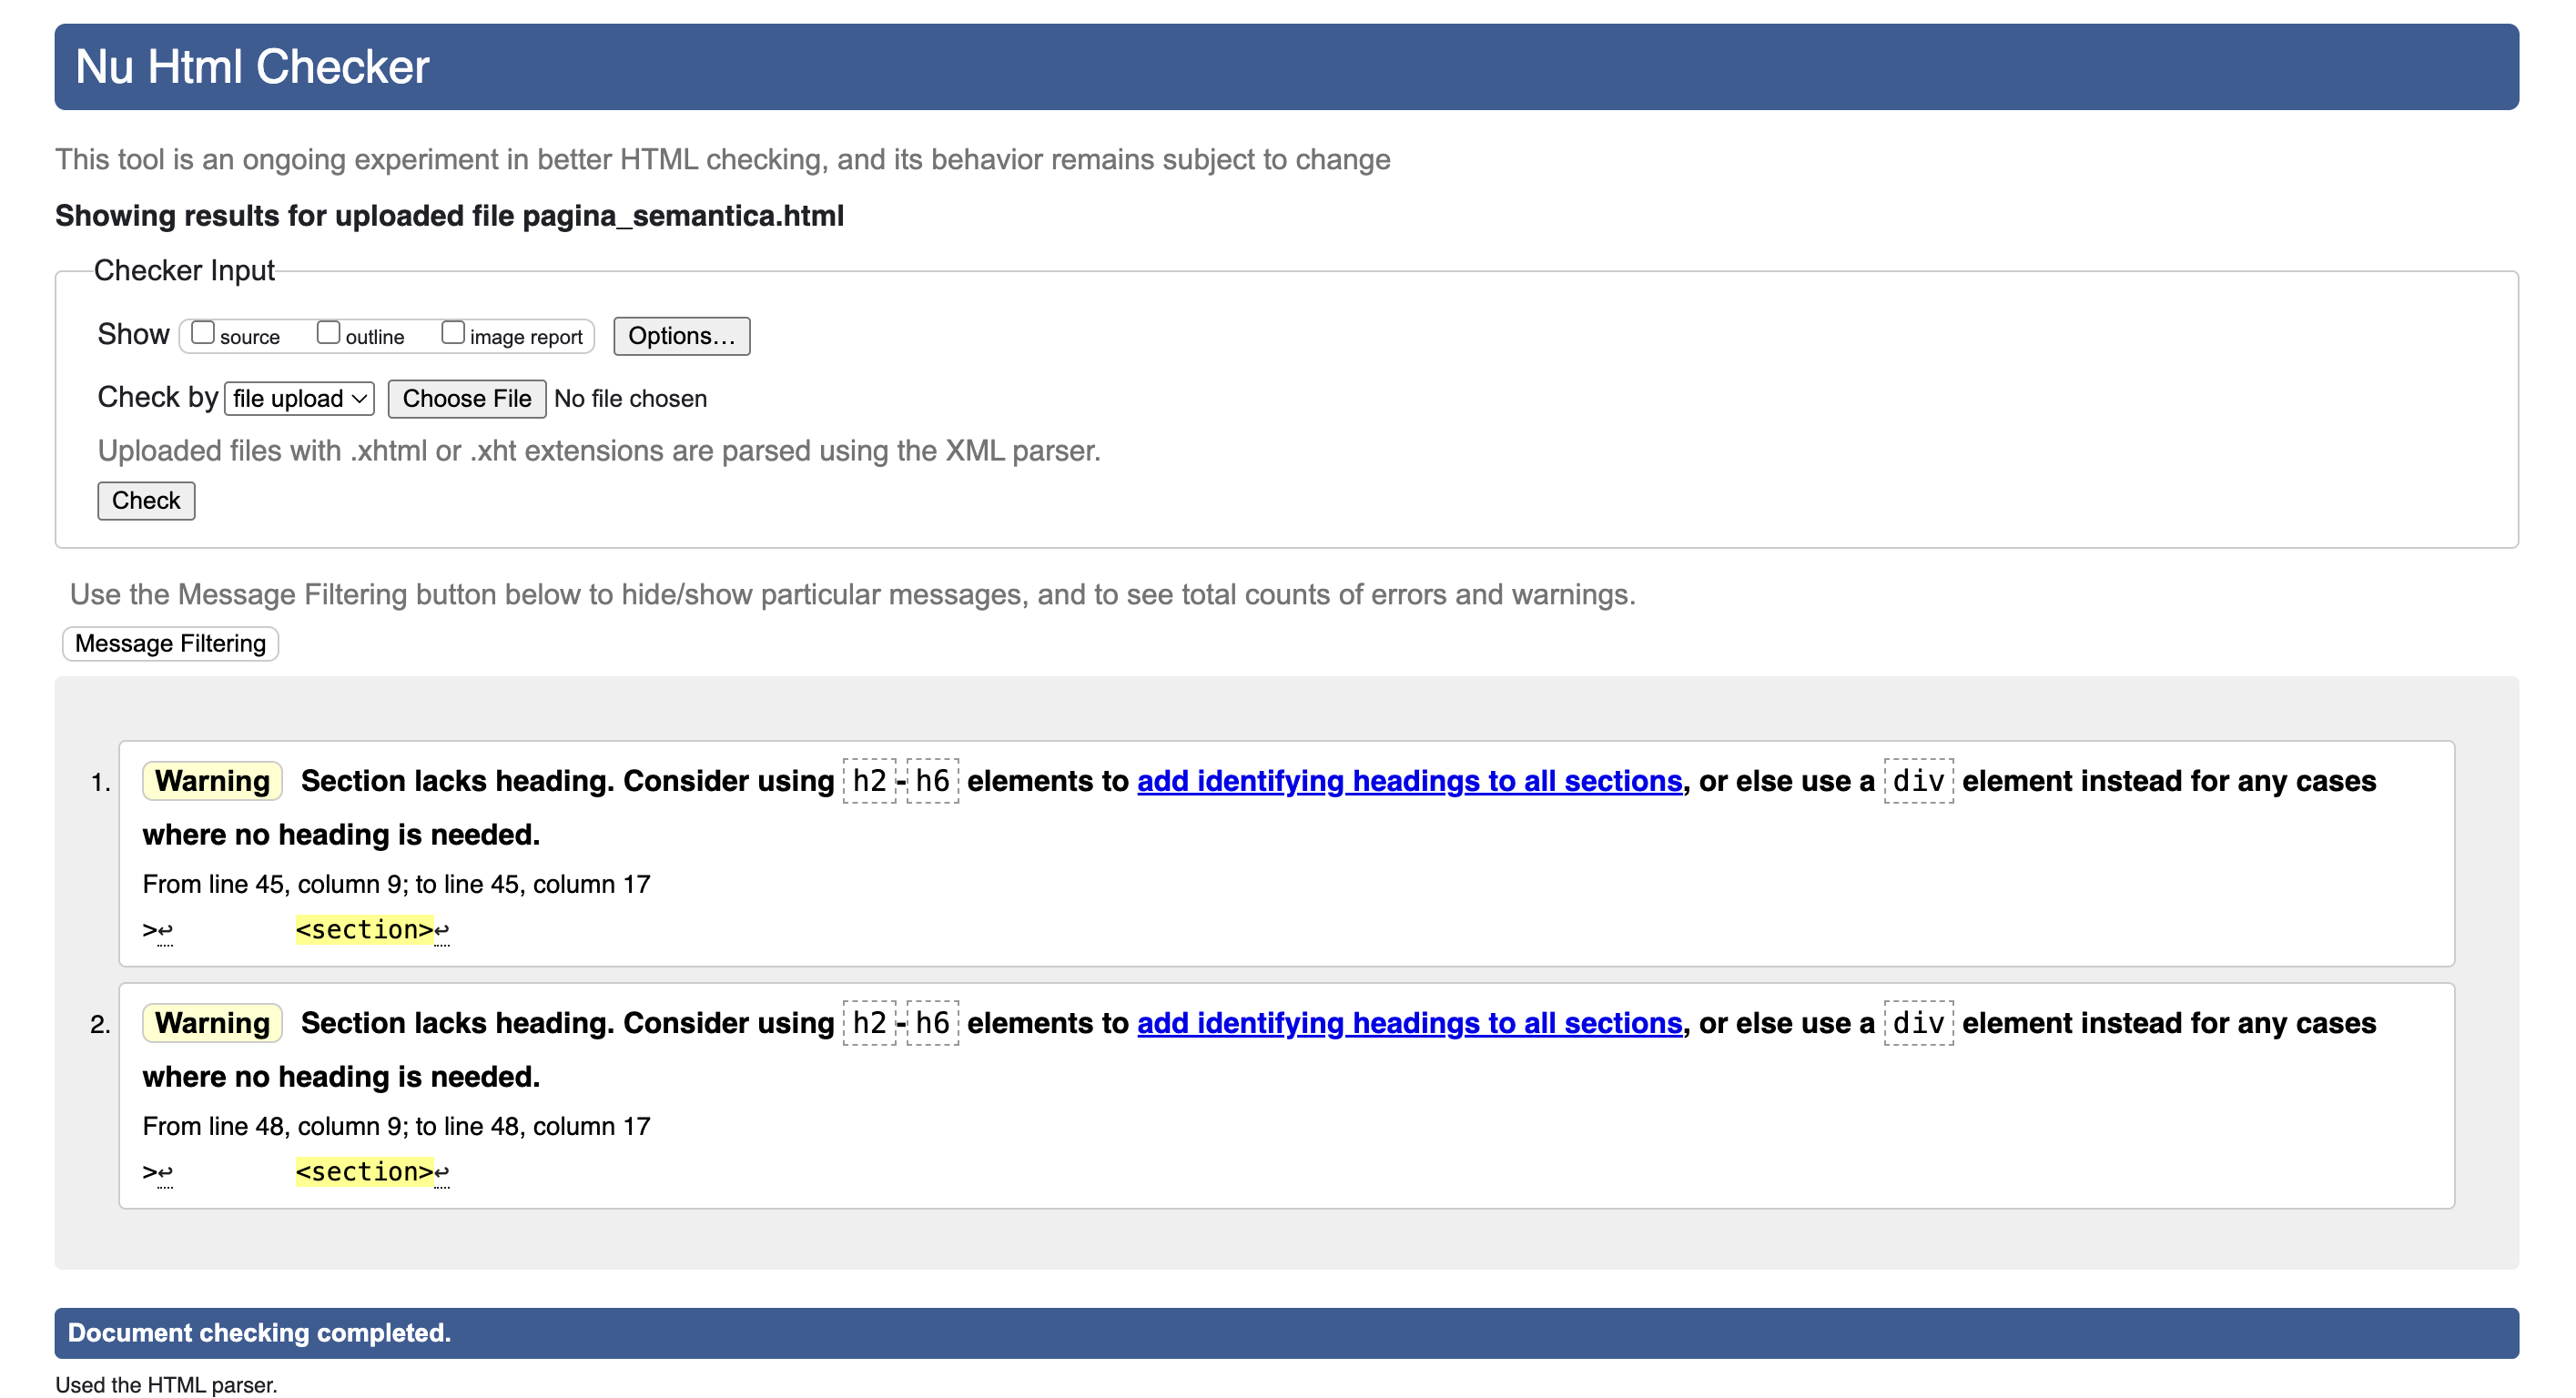 Nu Html Checker
This tool is an ongoing experiment in better HTML checking, and its behavior remains subject to change
Showing results for uploaded file pagina_semantica.html
Checker Input
Show source outline image report Options...
Check by file upload Choose File No file chosen
Uploaded files with .xhtml or .xht extensions are parsed using the XML parser.
Check
Use the Message Filtering button below to hide/show particular messages, and to see total counts of errors and warnings.
Message Filtering
1. Warning Section lacks heading. Consider using h2-h6 elements to add identifying headings to all sections, or else use a div element instead for any cases
where no heading is needed.
From line 45, column 9; to line 45, column 17
>↩ <section>↩
2. Warning Section lacks heading. Consider using h2-h6 elements to add identifying headings to all sections, or else use a div element instead for any cases
where no heading is needed.
From line 48, column 9; to line 48, column 17
>↩ <section>↩
Document checking completed.
Used the HTML parser.